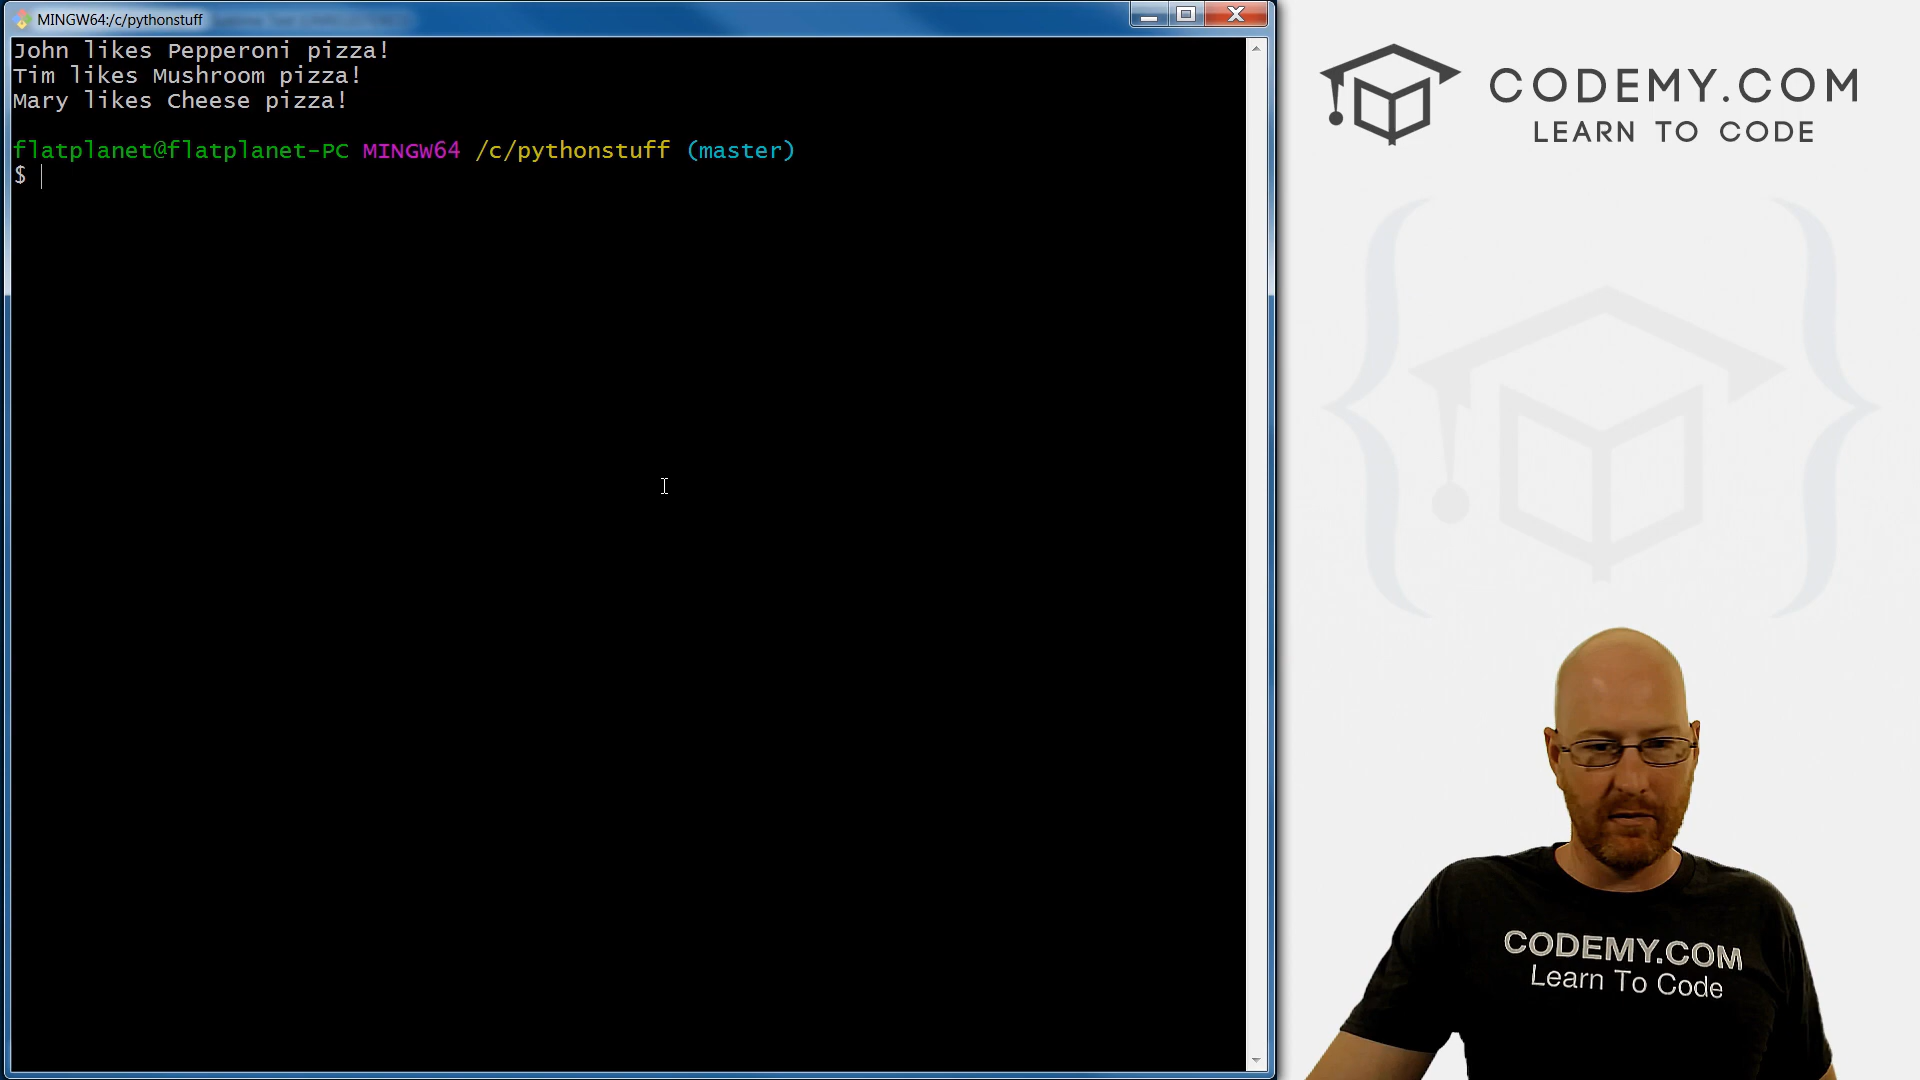 MINGW64:/c/pythonstuff
John likes Pepperoni pizza!
Tim likes Mushroom pizza!
Mary likes Cheese pizza!
flatplanet@flatplanet-PC MINGW64 /c/pythonstuff (master)
$
CODEMY.COM
LEARN TO CODE
CODEMY.COM
Learn To Code